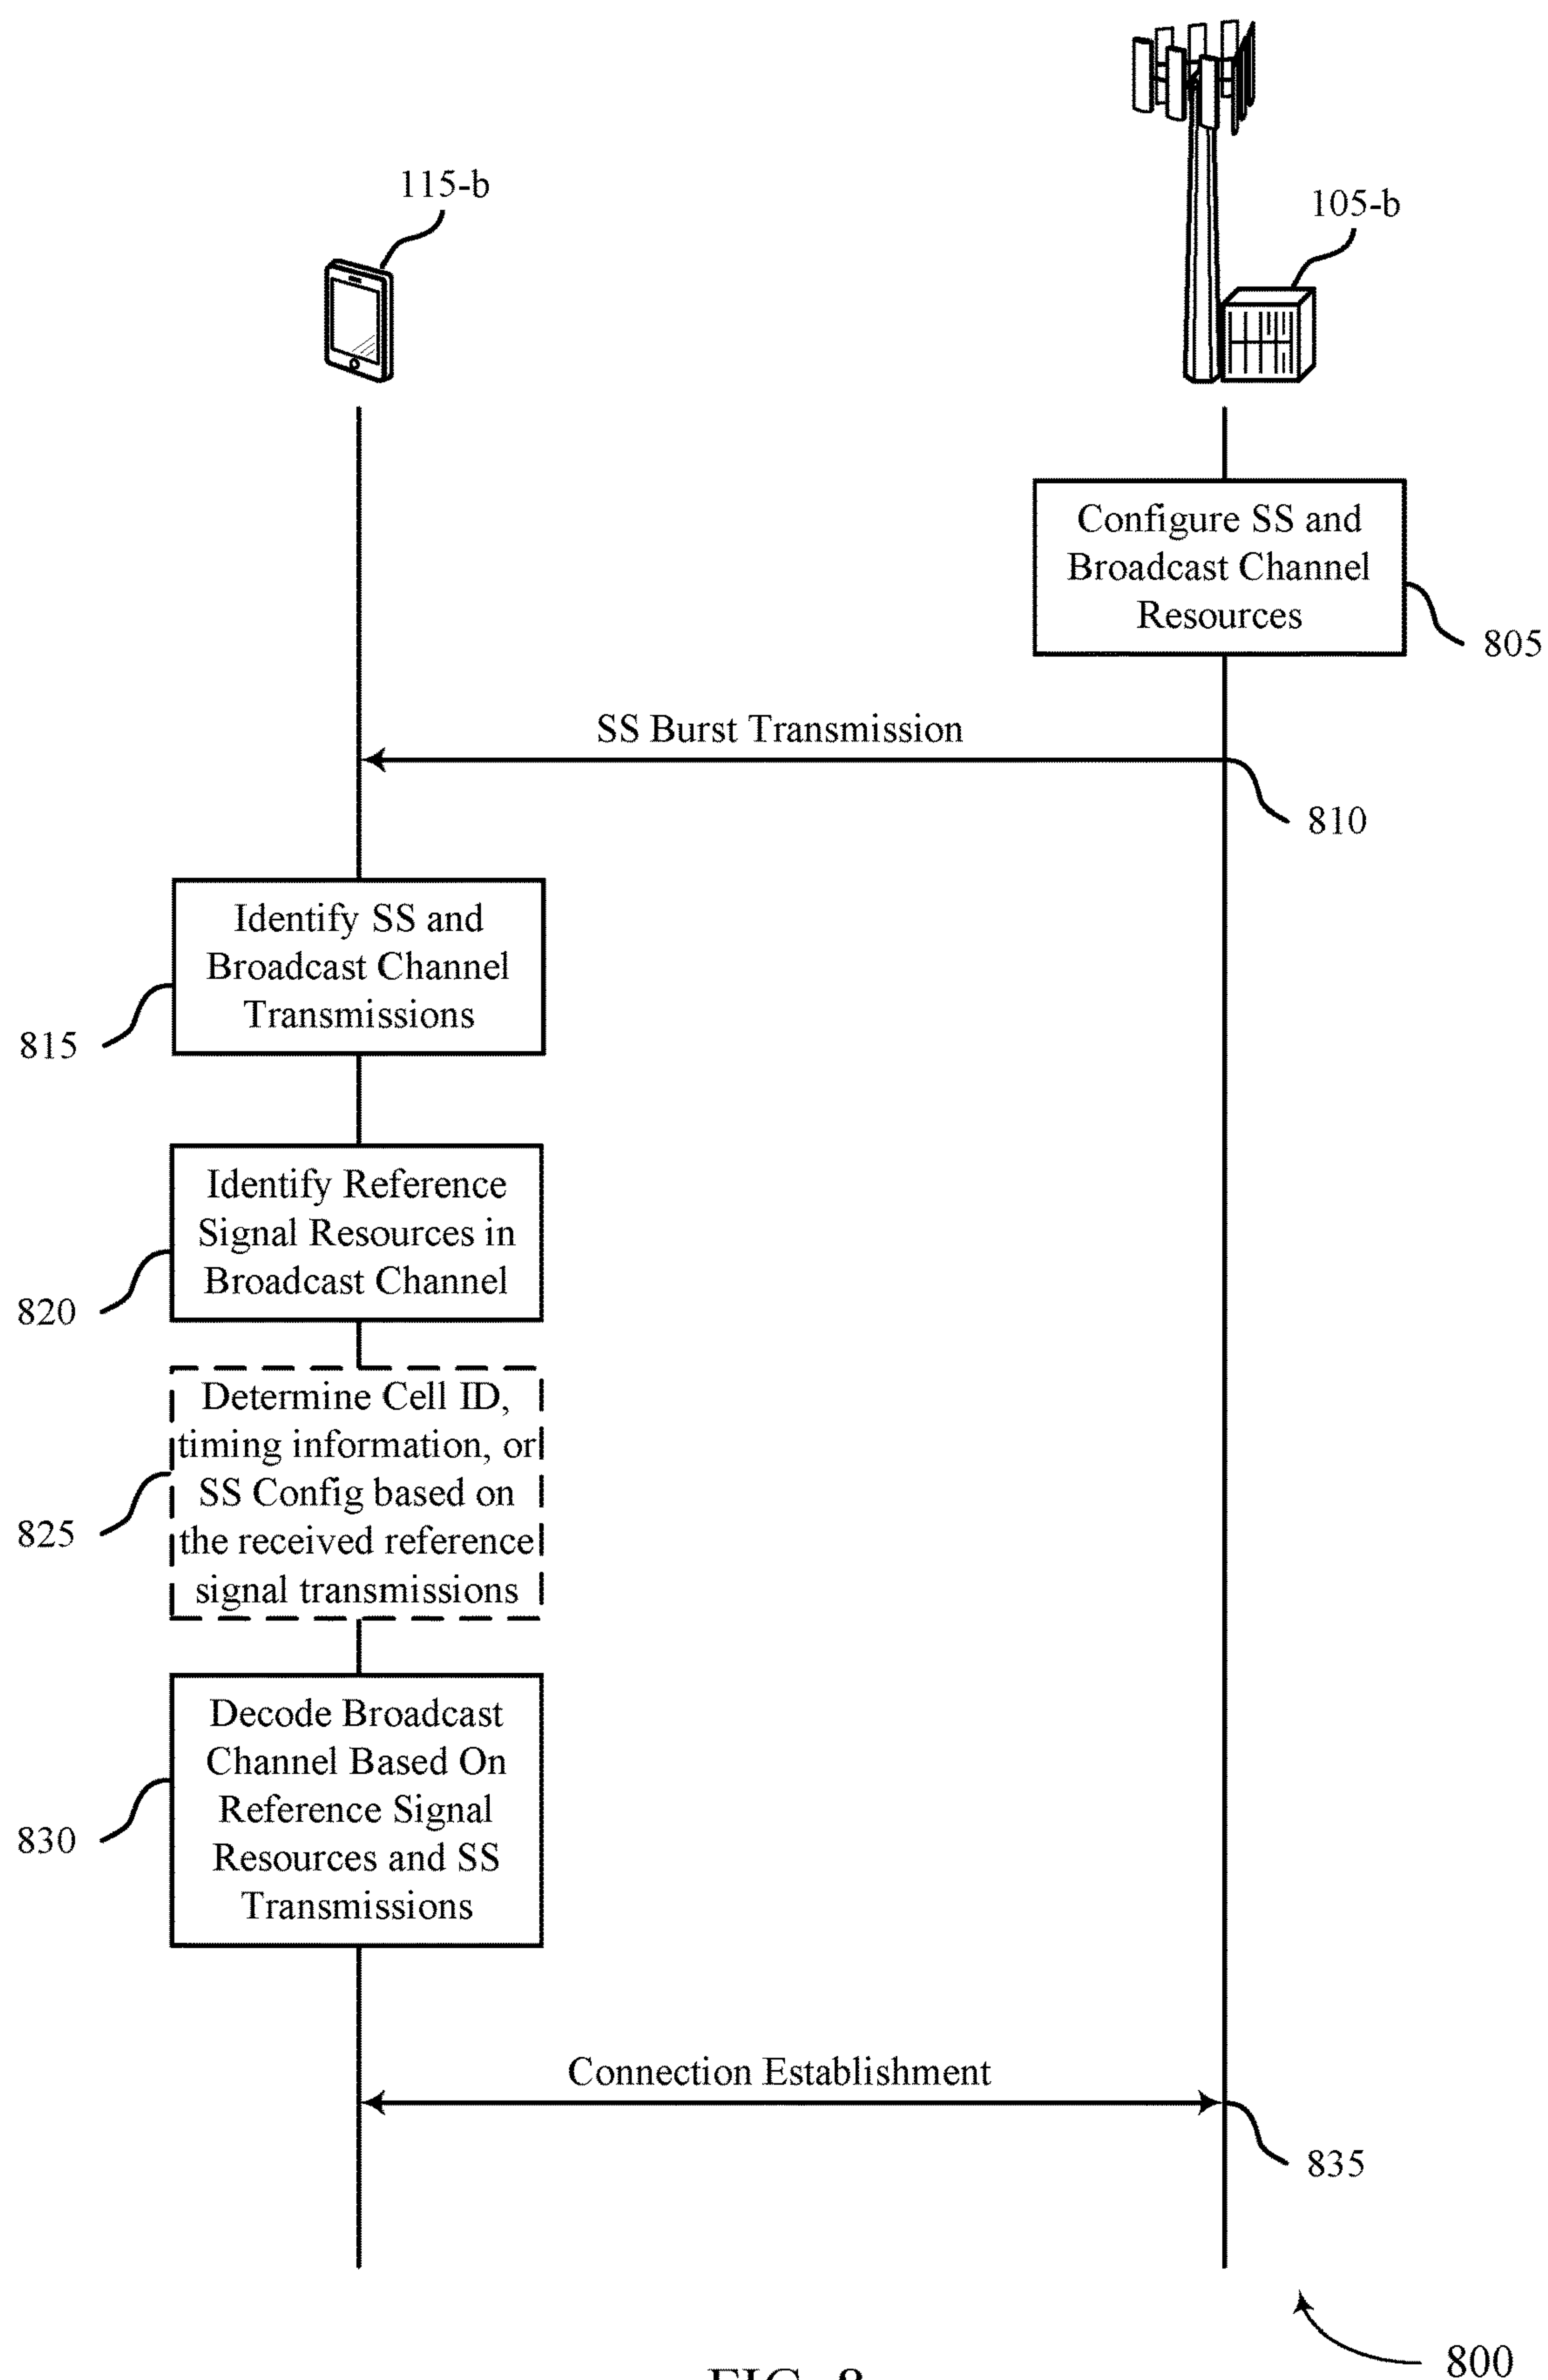 115-b
105-b
Configure SS and
Broadcast Channel
Resources
805
SS Burst Transmission
810
Identify SS and
Broadcast Channel
Transmissions
815
Identify Reference
Signal Resources in
Broadcast Channel
820
Determine Cell ID,
timing information, or
SS Config based on
the received reference
signal transmissions
825
Decode Broadcast
Channel Based On
Reference Signal
Resources and SS
Transmissions
830
Connection Establishment
835
800
FIG. 8